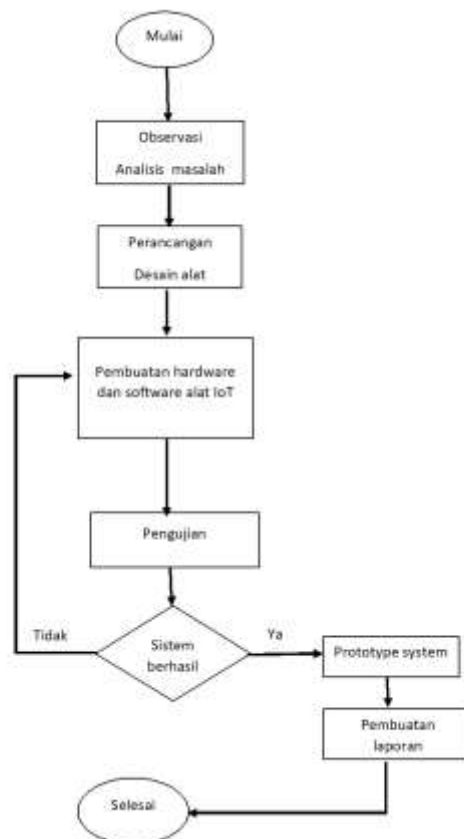 Mulai
Observasi
Analisis masalah
Perancangan
Desain alat
Pembuatan hardware
dan software alat IoT
Pengujian
Tidak
Sistem
berhasil
Ya
Prototype system
Pembuatan
laporan
Selesai